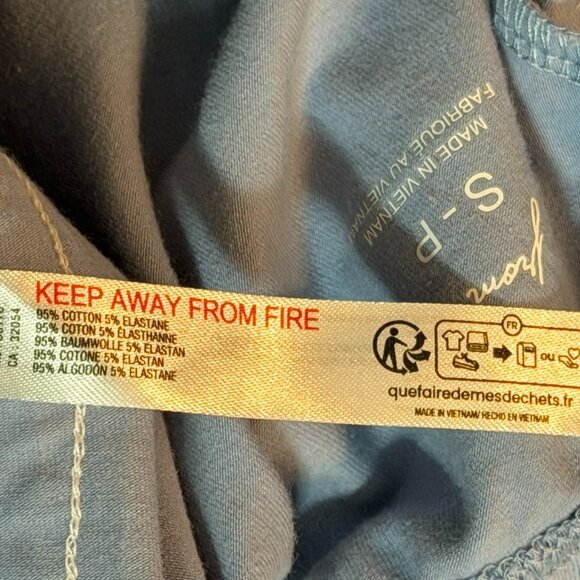 KEEP AWAY FROM FIRE
95% COTTON 5% ELASTANE
95% COTON 5% ÉLASTHANNE
95% BAUMWOLLE 5% ELASTAN
95% COTONE 5% ELASTAN
95% ALGODÓN 5% ELASTANE
CA 32054
FR
OU
quefairedemesdechets.fr
MADE IN VIETNAM/ HECHO EN VIETNAM
from
S - P
MADE IN VIETNAM
FABRIQUÉ AU VIETNAM